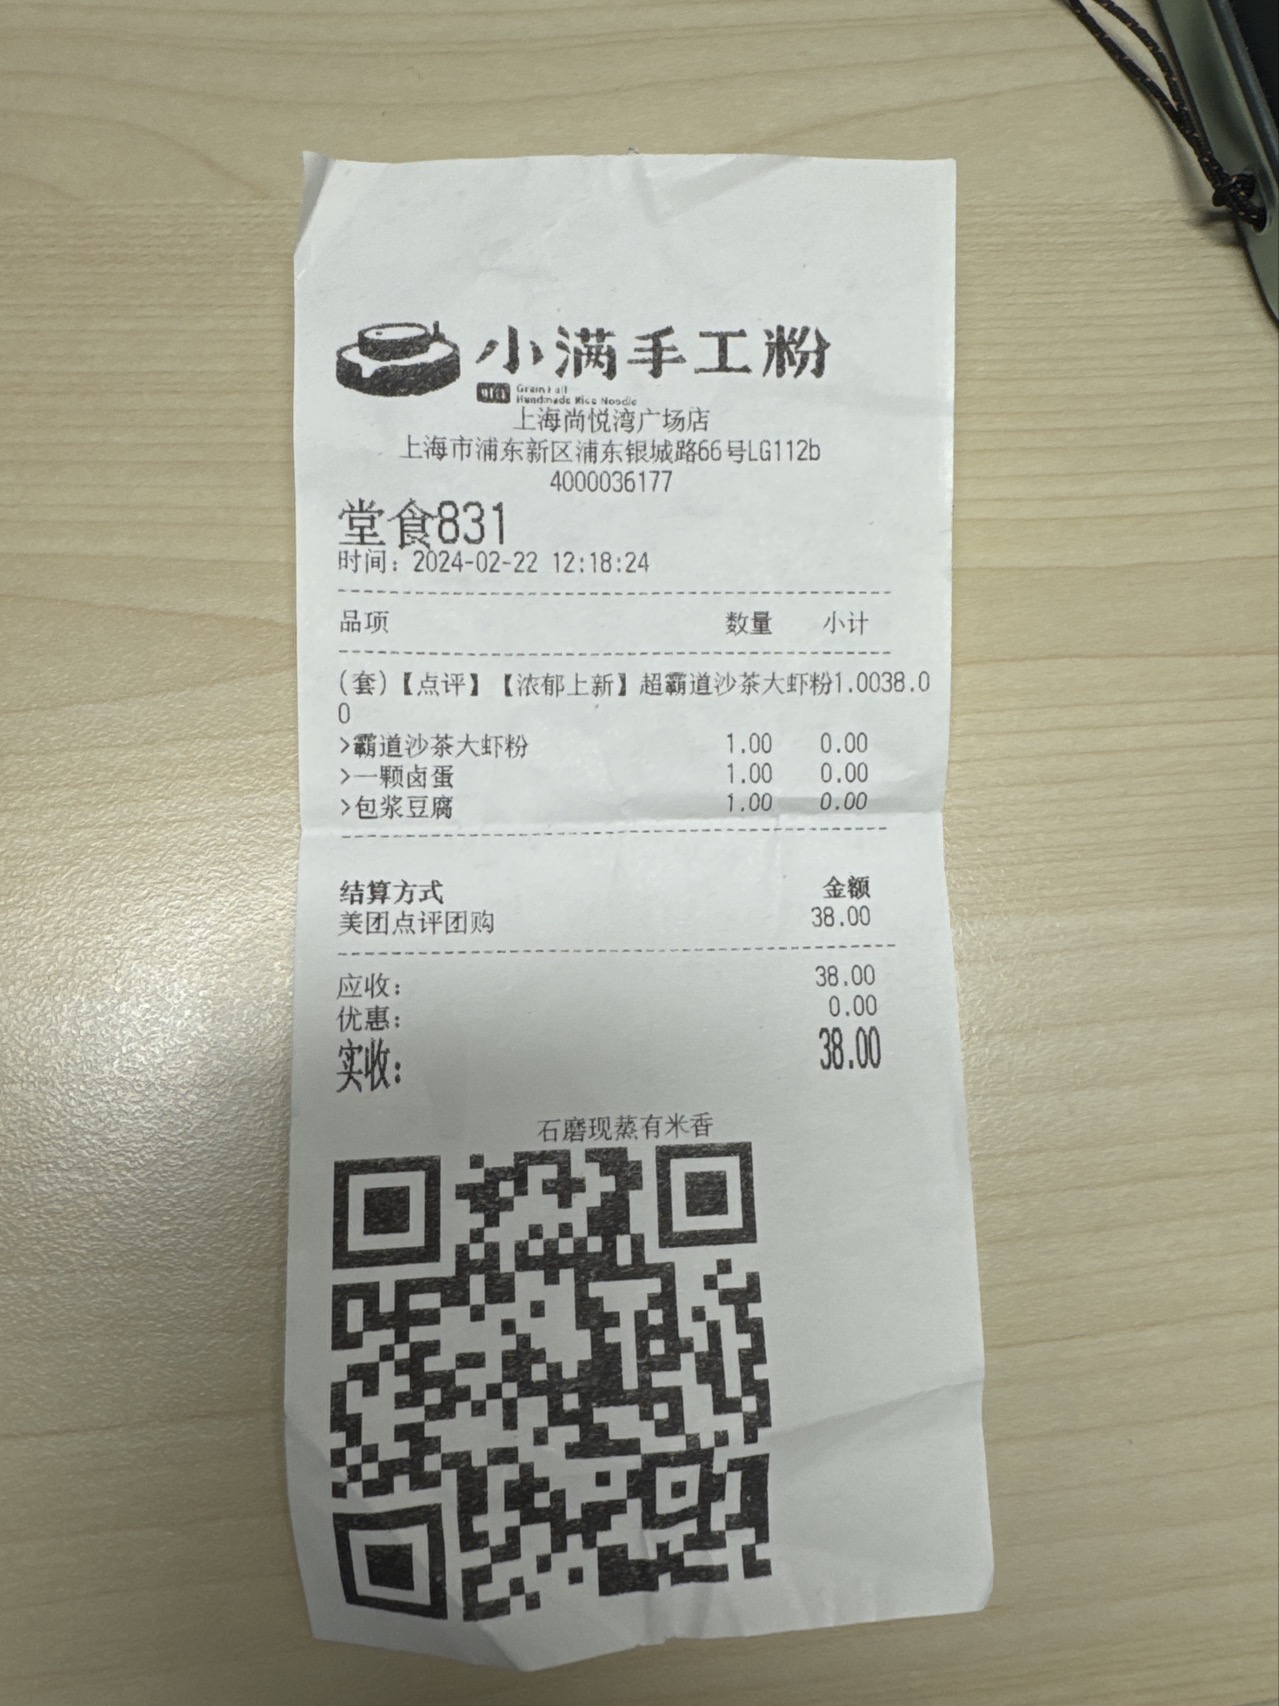 小满手工粉
Grain Full
Handmade Rice Noodle
上海尚悦湾广场店
上海市浦东新区浦东银城路66号LG112b
4000036177
堂食831
时间：2024-02-22 12:18:24
品项 数量 小计
(套)【点评】【浓郁上新】超霸道沙茶大虾粉1.0038.0
0
>霸道沙茶大虾粉 1.00 0.00
>一颗卤蛋 1.00 0.00
>包浆豆腐 1.00 0.00
结算方式 金额
美团点评团购 38.00
应收： 38.00
优惠： 0.00
实收： 38.00
石磨现蒸有米香